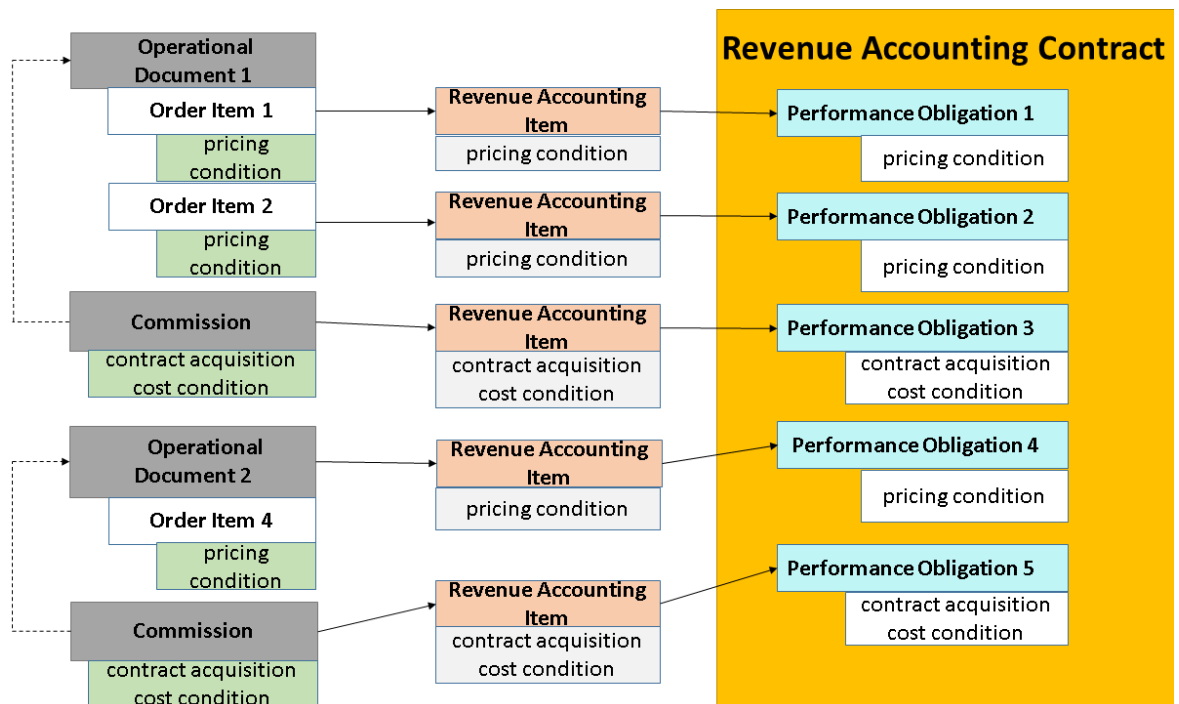 Operational
Document 1
Order Item 1
pricing
condition
Order Item 2
pricing
condition
Commission
contract acquisition
cost condition
Operational
Document 2
Order Item 4
pricing
condition
Commission
contract acquisition
cost condition
Revenue Accounting
Item
pricing condition
Revenue Accounting
Item
pricing condition
Revenue Accounting
Item
contract acquisition
cost condition
Revenue Accounting
Item
pricing condition
Revenue Accounting
Item
contract acquisition
cost condition
Revenue Accounting Contract
Performance Obligation 1
pricing condition
Performance Obligation 2
pricing condition
Performance Obligation 3
contract acquisition
cost condition
Performance Obligation 4
pricing condition
Performance Obligation 5
contract acquisition
cost condition